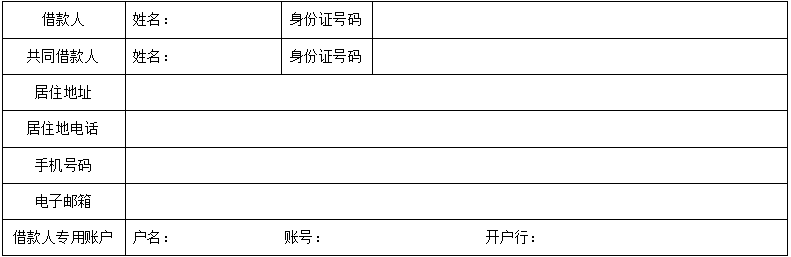 借款人 姓名： 身份证号码
共同借款人 姓名： 身份证号码
居住地址
居住地电话
手机号码
电子邮箱
借款人专用账户 户名： 账号： 开户行：